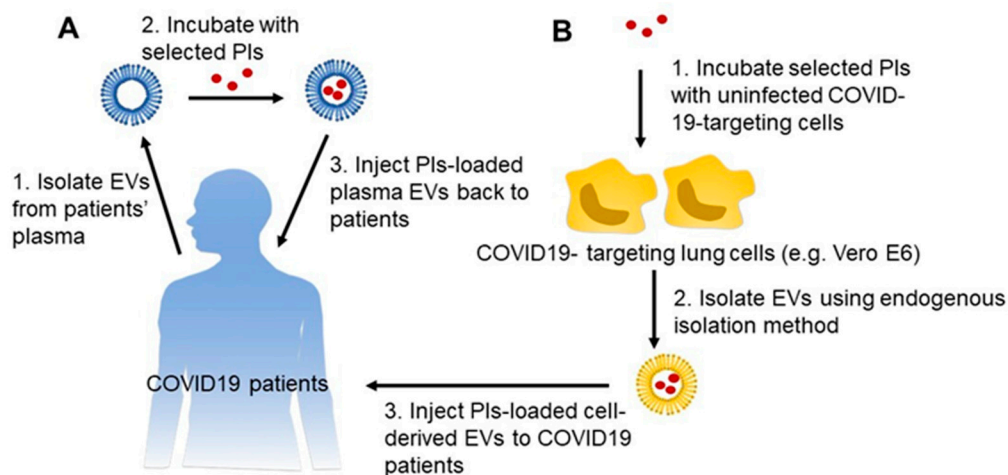 A
2. Incubate with
selected PIs
1. Isolate EVs
from patients'
plasma
3. Inject PIs-loaded
plasma EVs back to
patients
COVID19 patients
B
1. Incubate selected PIs
with uninfected COVID-
19-targeting cells
COVID19- targeting lung cells (e.g. Vero E6)
2. Isolate EVs using endogenous
isolation method
3. Inject PIs-loaded cell-
derived EVs to COVID19
patients